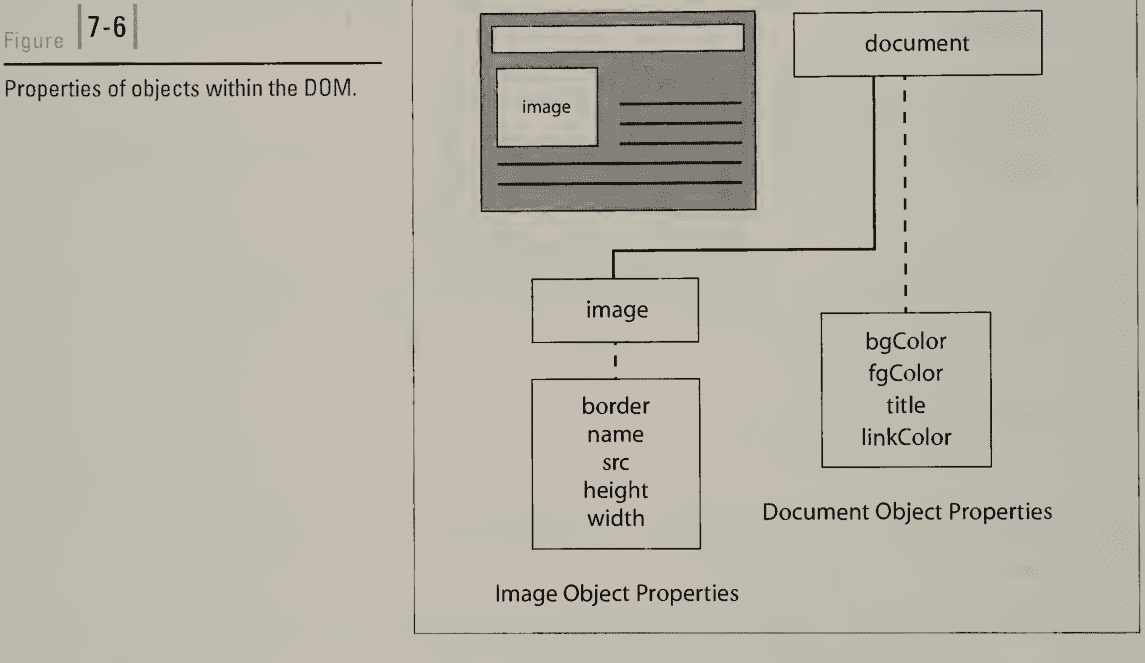 Figure 7-6
Properties of objects within the DOM.
image
document
image
border
name
src
height
width
Image Object Properties
bgColor
fgColor
title
linkColor
Document Object Properties